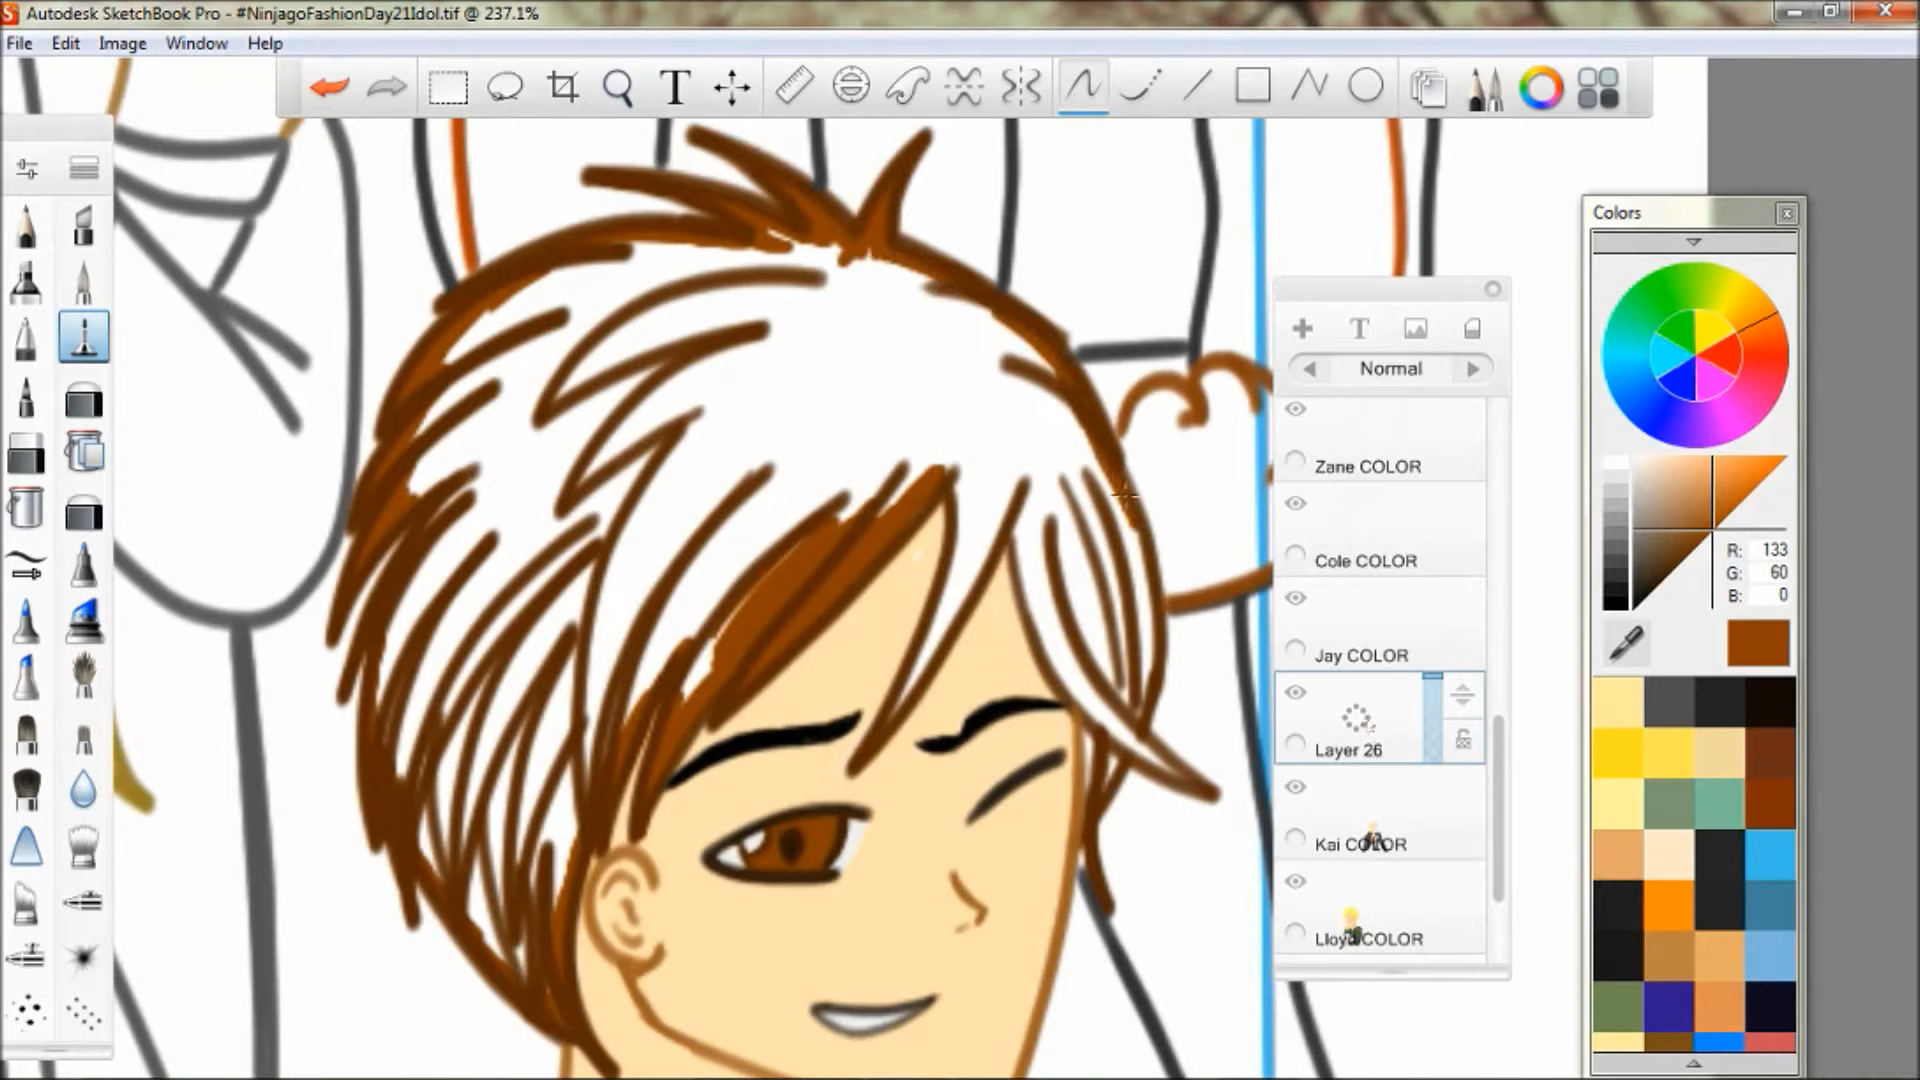 Autodesk SketchBook Pro - #NinjagoFashionDay21Idol.tif @ 237.1%
File Edit Image Window Help
T
Colors
T
Normal
Zane COLOR
Cole COLOR
Jay COLOR
Layer 26
Kai COLOR
Lloyd COLOR
R: 133
G: 60
B: 0